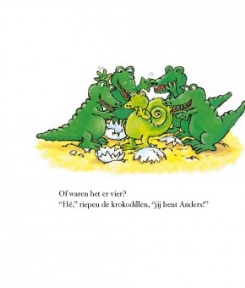 Of waren het er vier?
“Hé,” riepen de krokodillen, “jij bent Anders!”